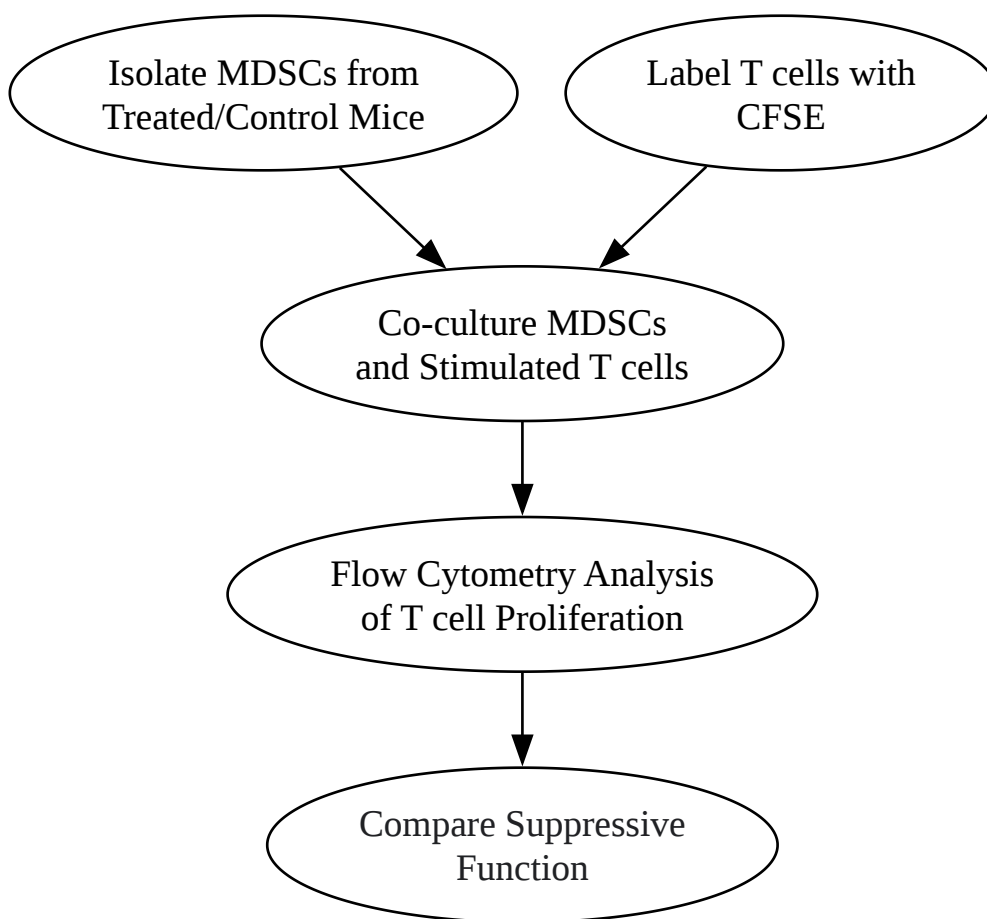 Isolate MDSCs from
Treated/Control Mice
Label T cells with
CFSE
Co-culture MDSCs
and Stimulated T cells
Flow Cytometry Analysis
of T cell Proliferation
Compare Suppressive
Function